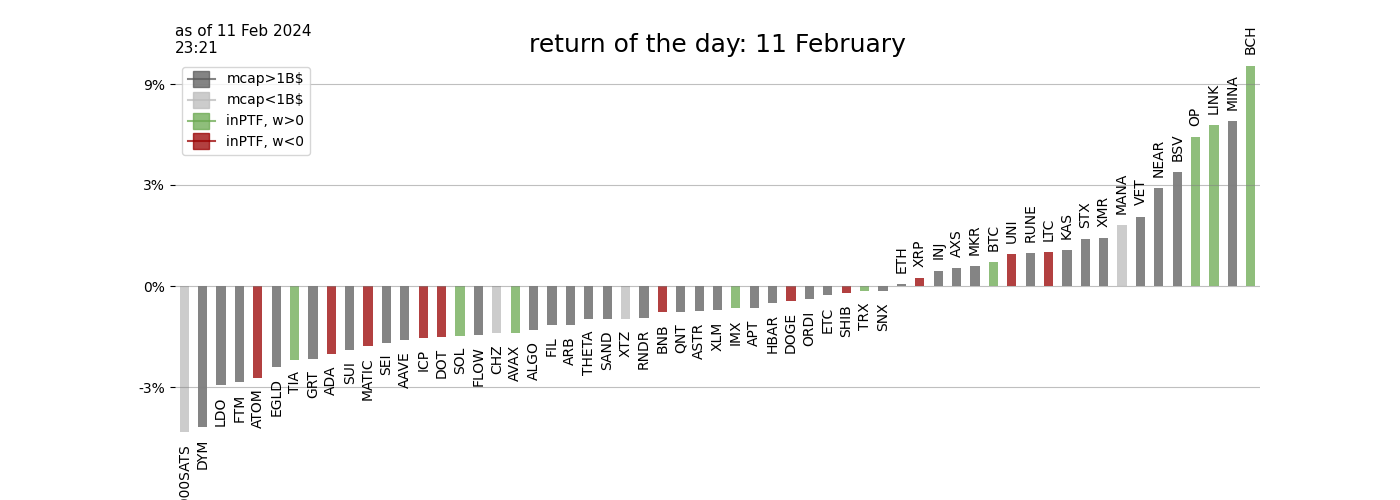 as of 11 Feb 2024
23:21
return of the day: 11 February
mcap>1B$
mcap<1B$
inPTF, w>0
inPTF, w<0
9%
3%
0%
-3%
DYM
LDO
FTM
ATOM
EGLD
TIA
GRT
ADA
SUI
MATIC
SEI
AAVE
ICP
DOT
SOL
FLOW
CHZ
AVAX
ALGO
FIL
ARB
THETA
SAND
XTZ
RNDR
BNB
QNT
ASTR
XLM
IMX
APT
HBAR
DOGE
ORDI
ETC
SHIB
TRX
SNX
ETH
XRP
INJ
AXS
MKR
BTC
UNI
RUNE
LTC
KAS
STX
XMR
MANA
VET
NEAR
BSV
OP
LINK
MINA
BCH